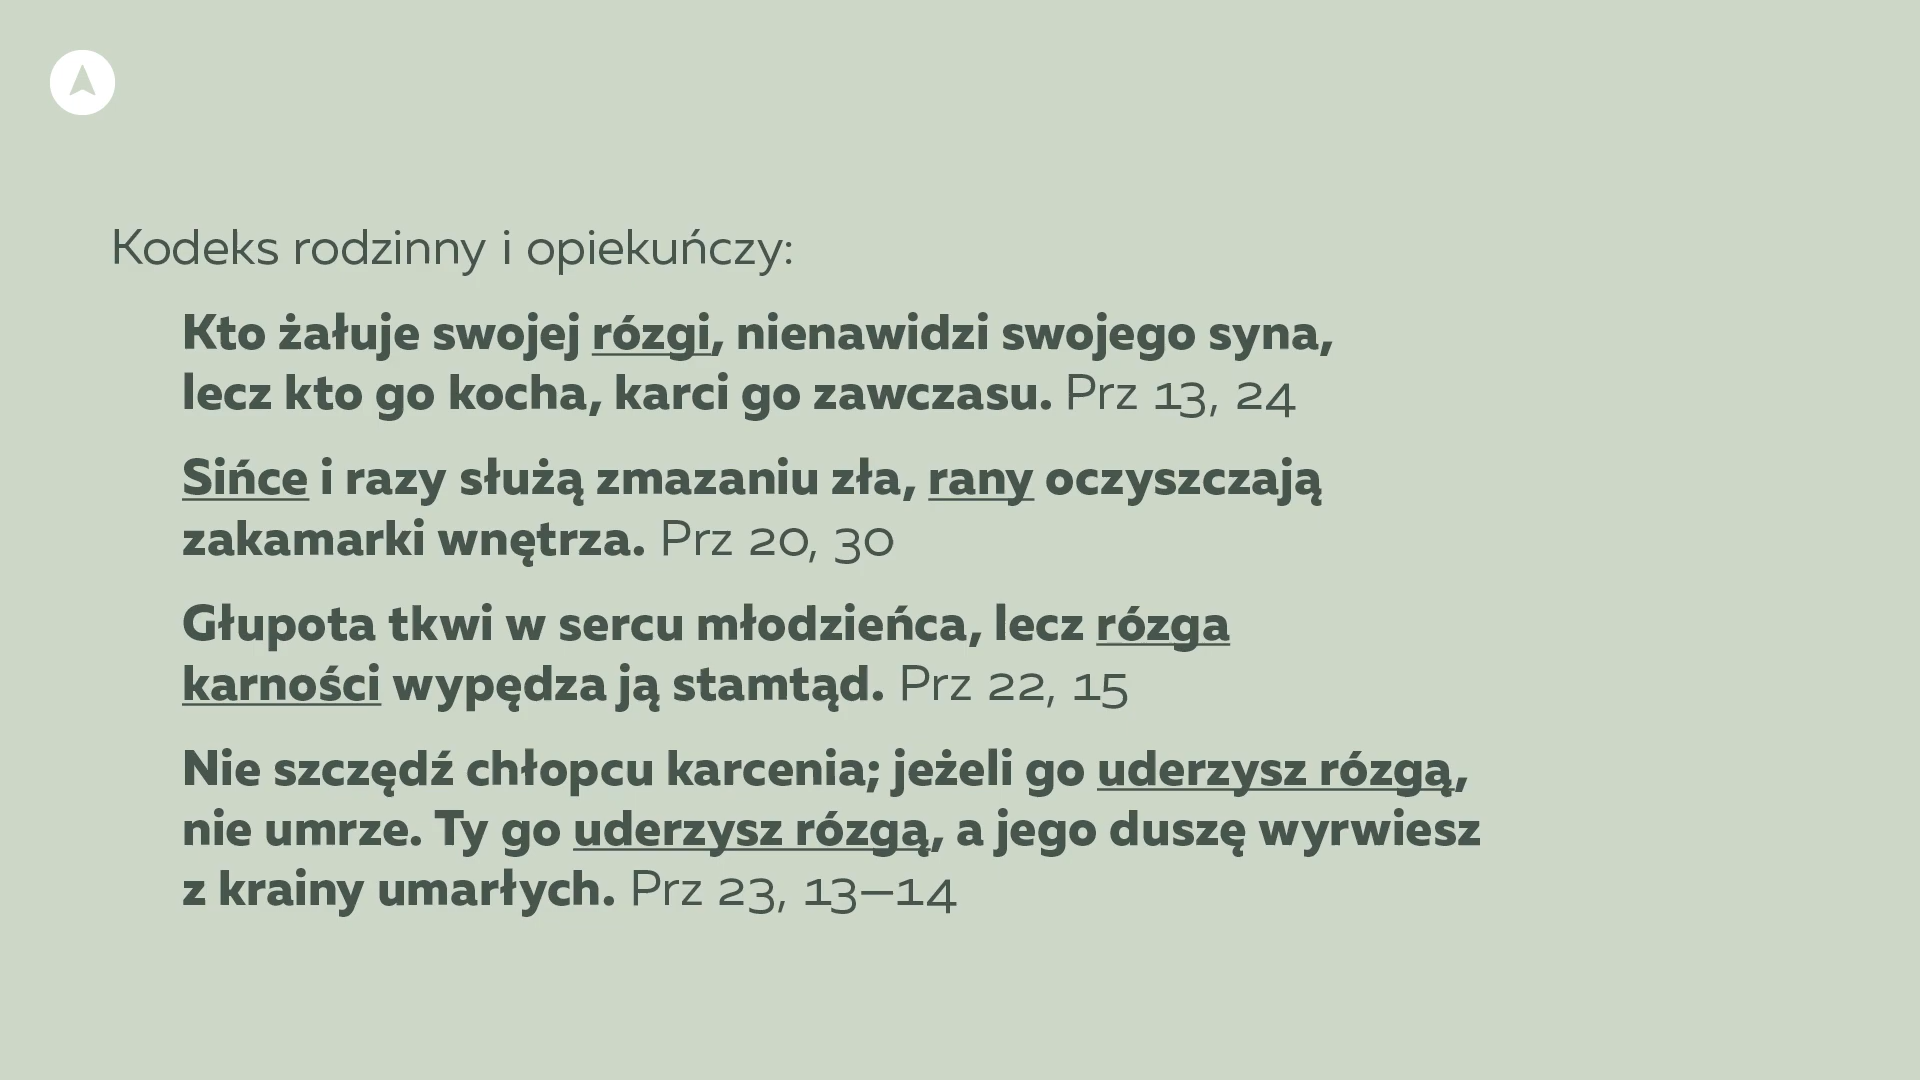 Kodeks rodzinny i opiekuńczy:
Kto żałuje swojej rózgi, nienawidzi swojego syna,
lecz kto go kocha, karci go zawczasu. Prz 13, 24
Sińce i razy służą zmazaniu zła, rany oczyszczają
zakamarki wnętrza. Prz 20, 30
Głupota tkwi w sercu młodzieńca, lecz rózga
karności wypędza ją stamtąd. Prz 22, 15
Nie szczędź chłopcu karcenia; jeżeli go uderzysz rózgą,
nie umrze. Ty go uderzysz rózgą, a jego duszę wyrwiesz
z krainy umarłych. Prz 23, 13—14